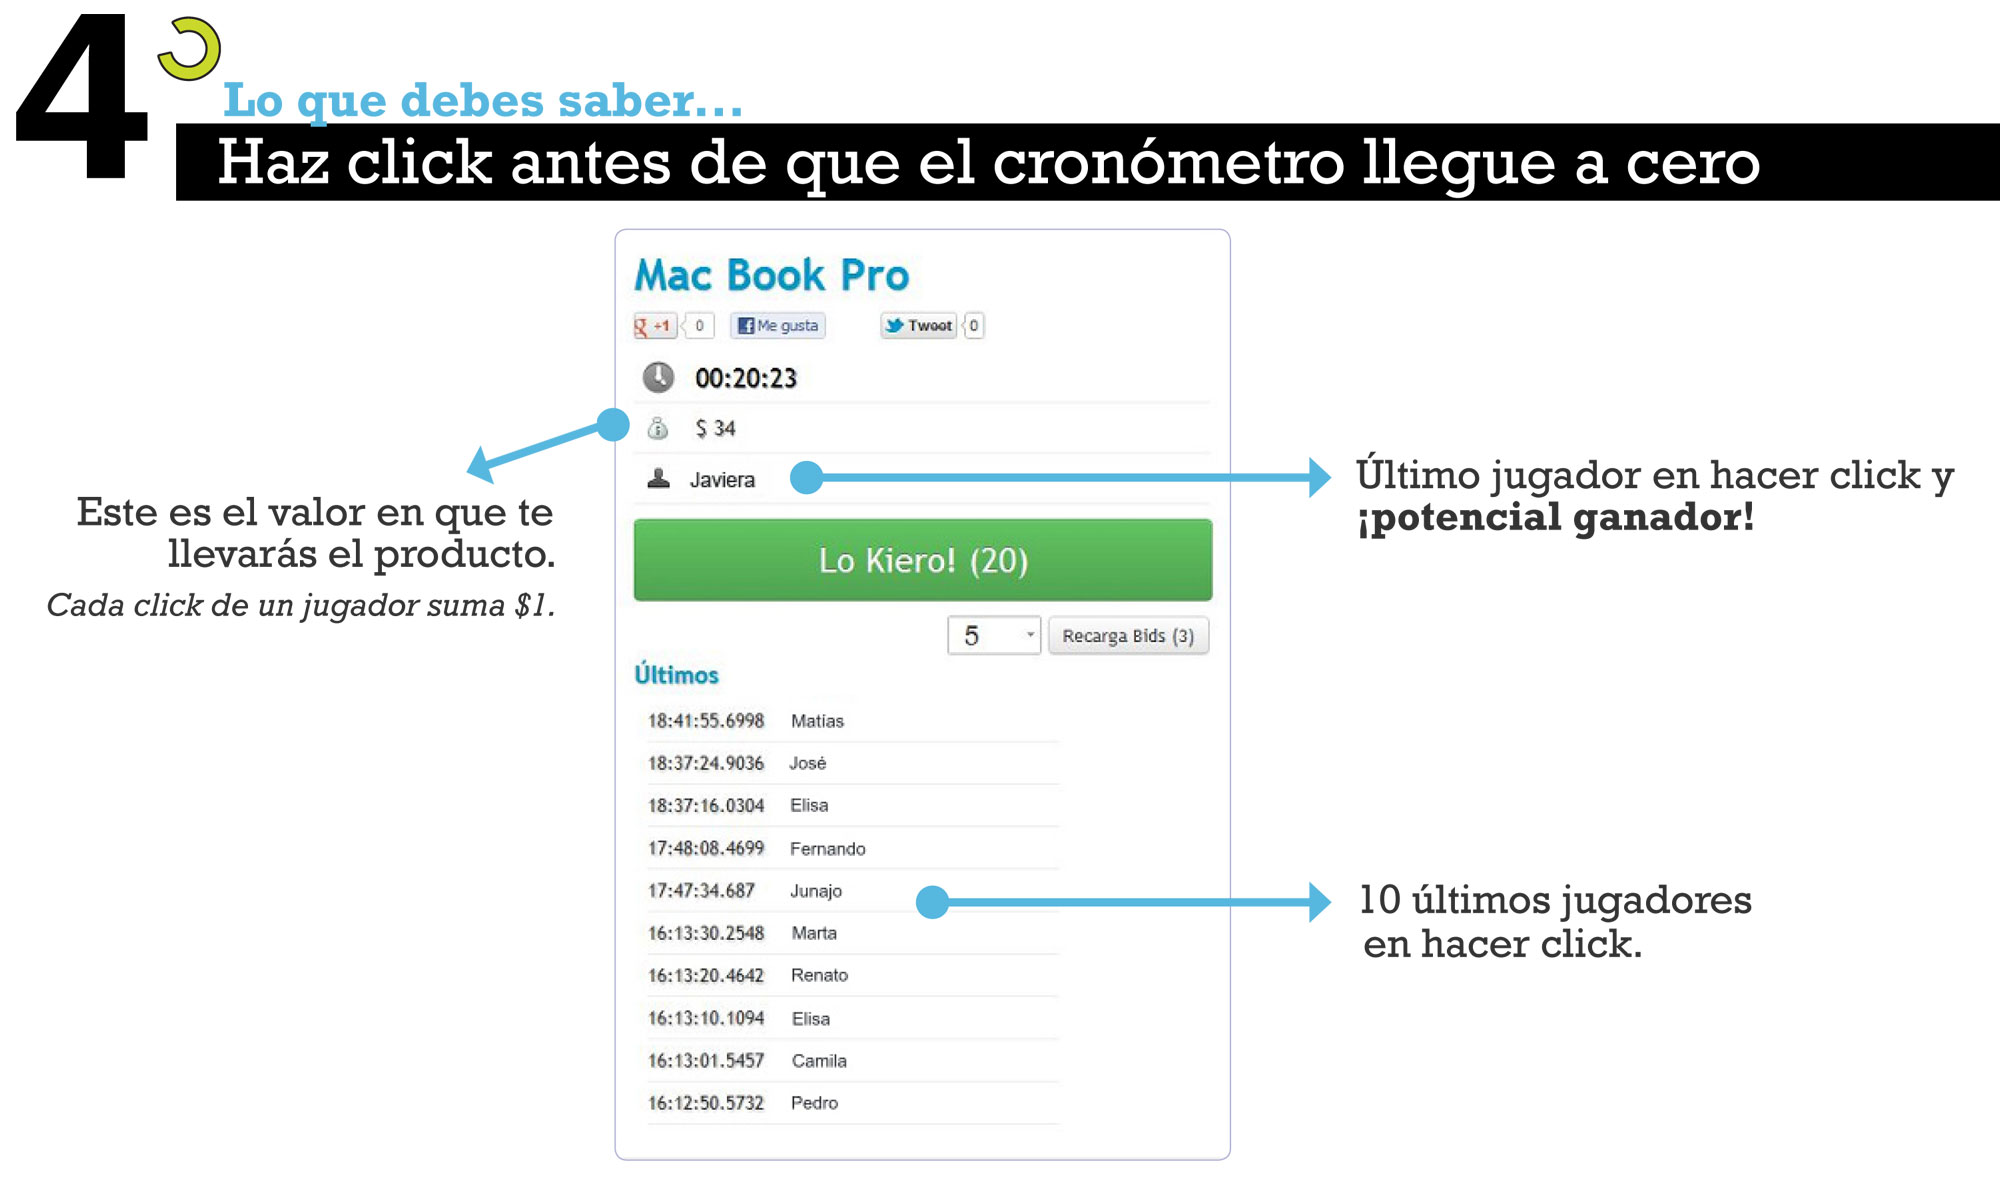 4
Lo que debes saber...
Haz click antes de que el cronómetro llegue a cero
Mac Book Pro
g +1 0 Me gusta Tweet 0
00:20:23
$ 34
Javiera
Este es el valor en que te
llevarás el producto.
Cada click de un jugador suma $1.
Último jugador en hacer click y
¡potencial ganador!
Lo Kiero! (20)
5 Recarga Bids (3)
Últimos
18:41:55.6998 Matías
18:37:24.9036 José
18:37:16.0304 Elisa
17:48:08.4699 Fernando
17:47:34.687 Junajo
16:13:30.2548 Marta
16:13:20.4642 Renato
16:13:10.1094 Elisa
16:13:01.5457 Camila
16:12:50.5732 Pedro
10 últimos jugadores
en hacer click.